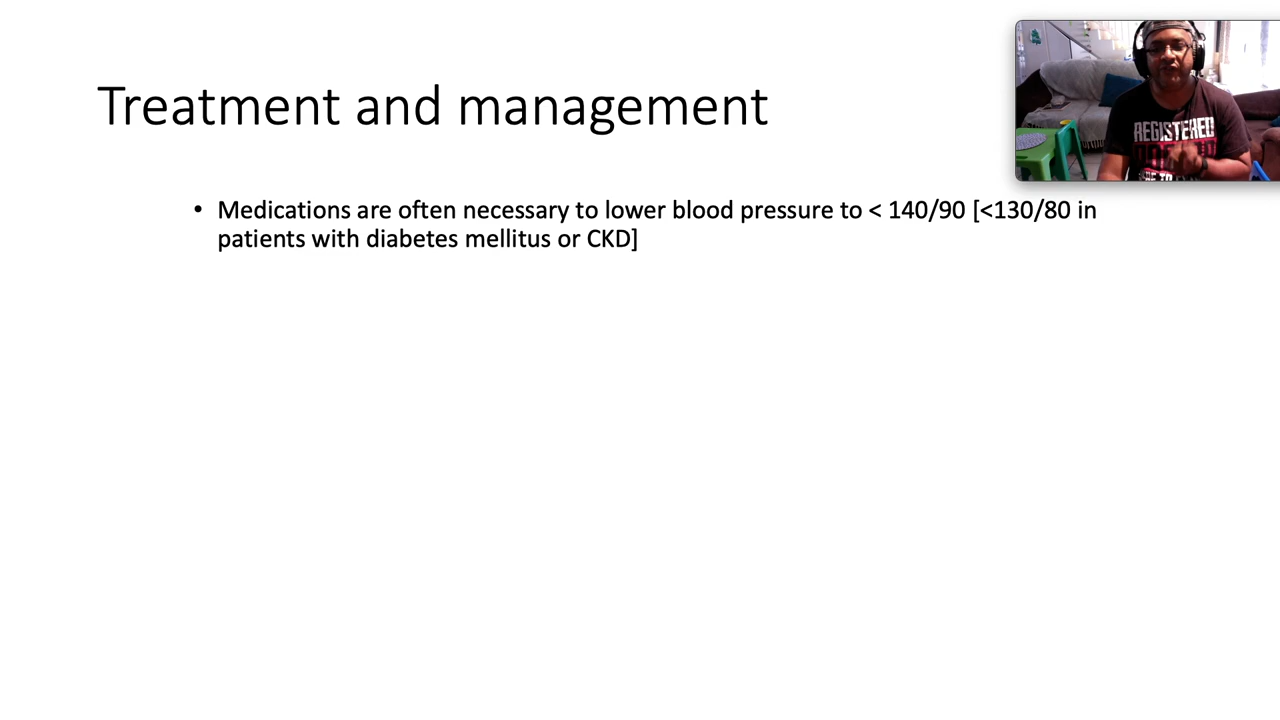 Treatment and management
• Medications are often necessary to lower blood pressure to < 140/90 [<130/80 in
patients with diabetes mellitus or CKD]
REGISTERED